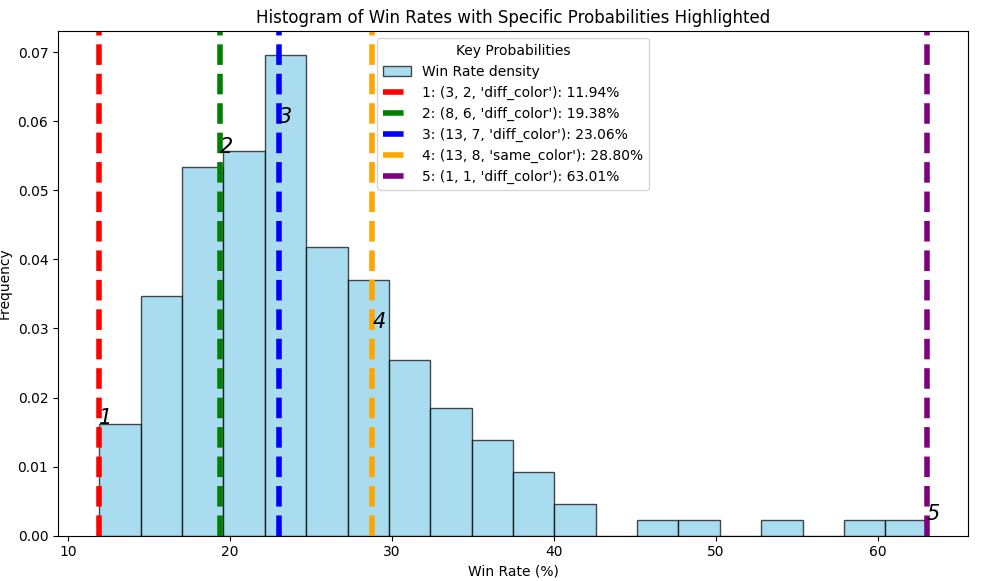 Histogram of Win Rates with Specific Probabilities Highlighted
Key Probabilities
Win Rate density
1: (3, 2, 'diff_color'): 11.94%
2: (8, 6, 'diff_color'): 19.38%
3: (13, 7, 'diff_color'): 23.06%
4: (13, 8, 'same_color'): 28.80%
5: (1, 1, 'diff_color'): 63.01%
0.07
0.06
0.05
0.04
0.03
0.02
0.01
0.00
Frequency
1
2
3
4
5
10
20
30
40
50
60
Win Rate (%)